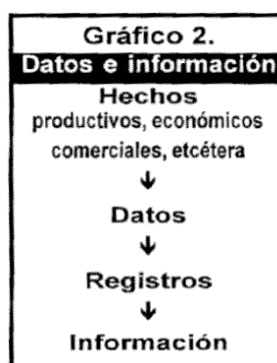 Gráfico 2.
Datos e información
Hechos
productivos, económicos
comerciales, etcétera
Datos
Registros
Información